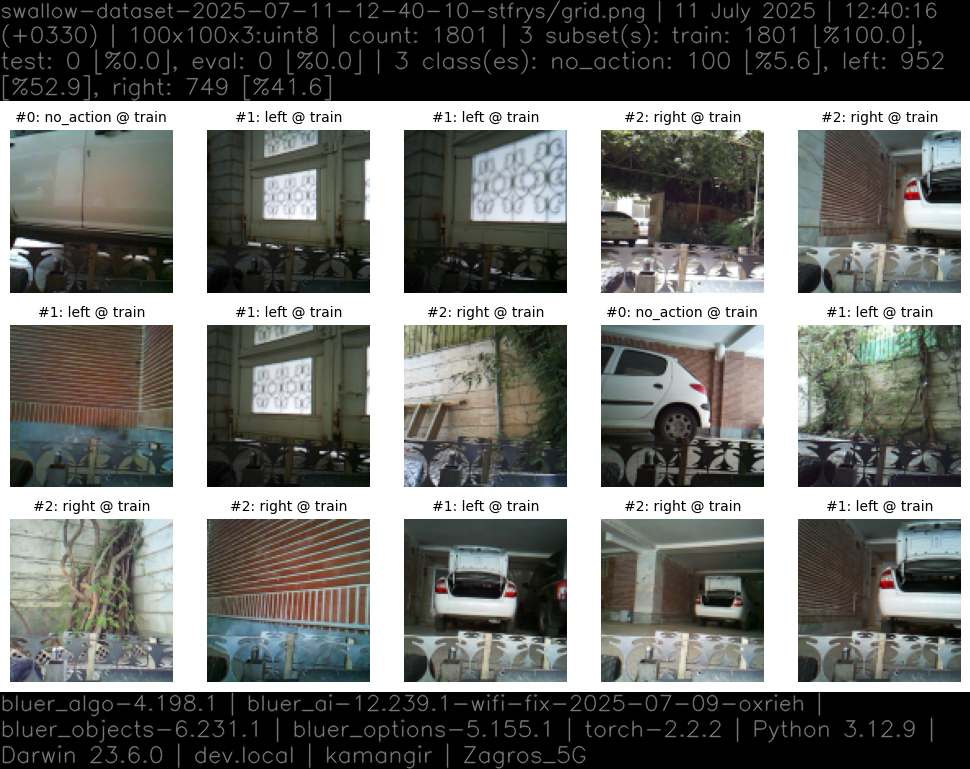 swallow-dataset-2025-07-11-12-40-10-stfrys/grid.png | 11 July 2025 | 12:40:16
(+0330) | 100x100x3:uint8 | count: 1801 | 3 subset(s): train: 1801 [%100.0],
test: 0 [%0.0], eval: 0 [%0.0] | 3 class(es): no_action: 100 [%5.6], left: 952
[%52.9], right: 749 [%41.6]
#0: no_action @ train
#1: left @ train
#1: left @ train
#2: right @ train
#2: right @ train
#1: left @ train
#1: left @ train
#2: right @ train
#0: no_action @ train
#1: left @ train
#2: right @ train
#2: right @ train
#1: left @ train
#2: right @ train
#1: left @ train
bluer_algo-4.198.1 | bluer_ai-12.239.1-wifi-fix-2025-07-09-oxrieh |
bluer_objects-6.231.1 | bluer_options-5.155.1 | torch-2.2.2 | Python 3.12.9 |
Darwin 23.6.0 | dev.local | kamangir | Zagros_5G